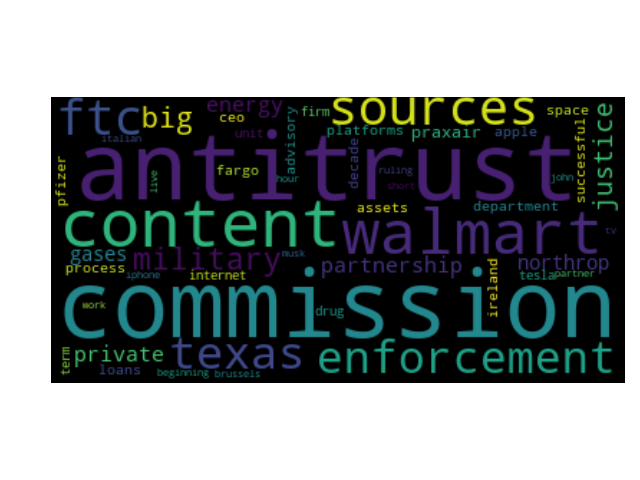 ftc
big
energy
ceo
firm
sources
space
justice
italian
unit
advisory
platforms
praxair
apple
successful
antitrust
pfizer
live
fargo
hour
decade
ruling
short
john
content
assets
department
walmart
tv
gases
military
musk
partnership
northrop
process
iphone
internet
ireland
tesla
partner
commission
work
drug
term
private
texas
enforcement
loans
beginning
brussels